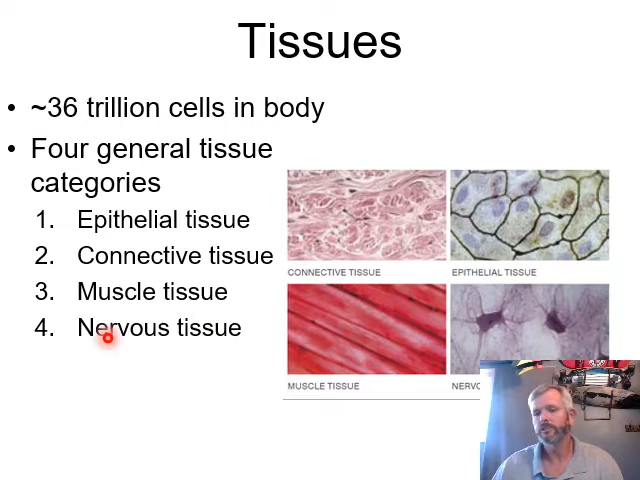 Tissues
• ~36 trillion cells in body
• Four general tissue
categories
1. Epithelial tissue
2. Connective tissue
3. Muscle tissue
4. Nervous tissue
CONNECTIVE TISSUE
EPITHELIAL TISSUE
MUSCLE TISSUE